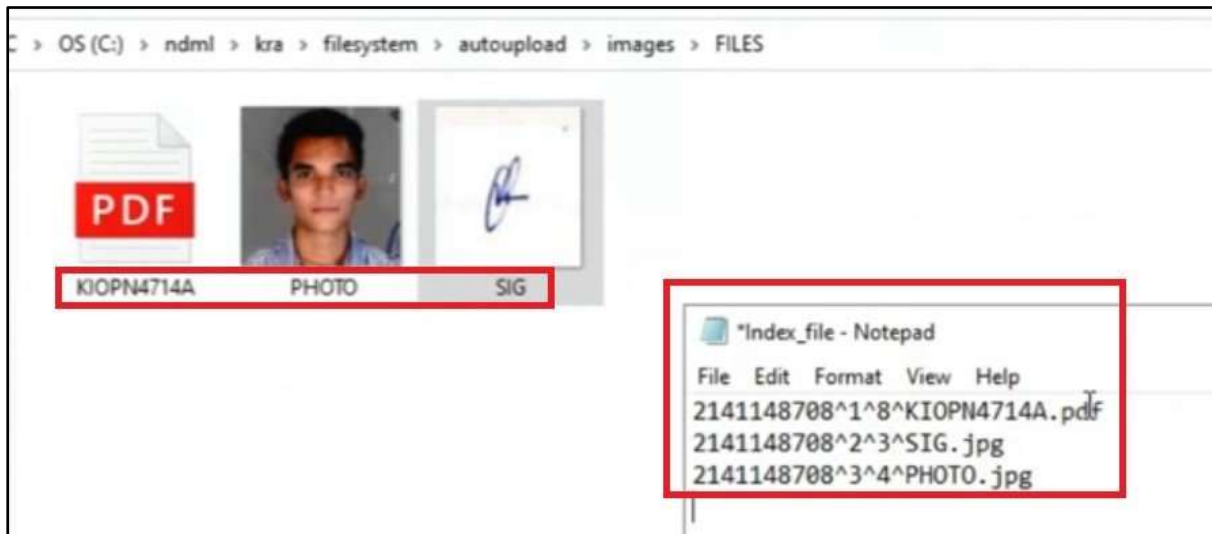 C > OS (C:) > ndml > kra > filesystem > autoupload > images > FILES
PDF
KIOPN4714A PHOTO SIG
*Index_file - Notepad
File Edit Format View Help
2141148708^1^8^KIOPN4714A.pdf
2141148708^2^3^SIG.jpg
2141148708^3^4^PHOTO.jpg